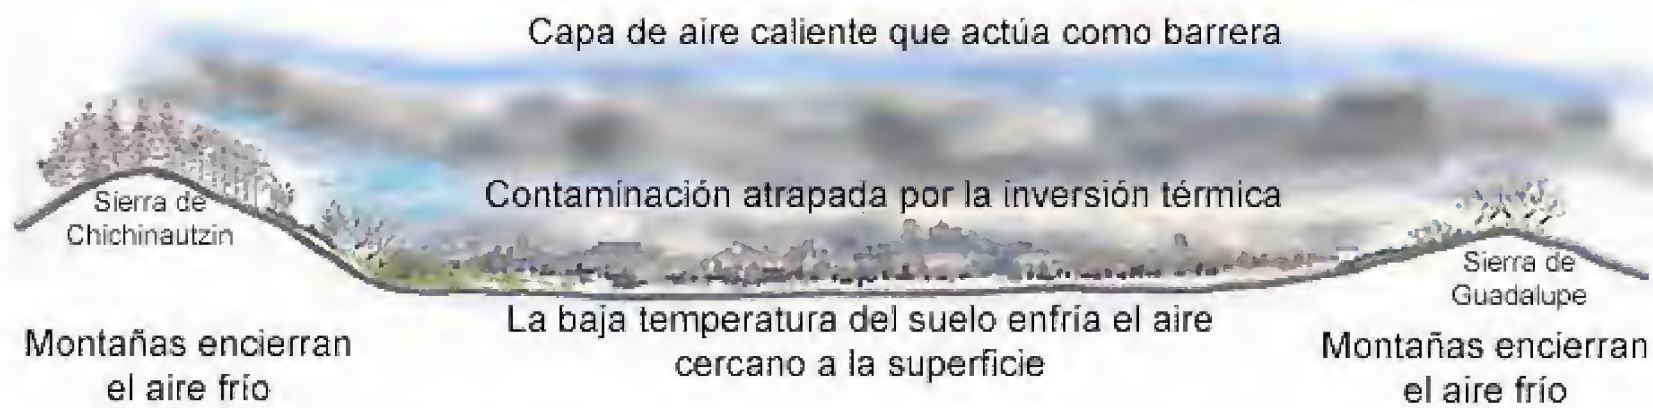 Capa de aire caliente que actúa como barrera
Contaminación atrapada por la inversión térmica
Sierra de
Chichinautzin
Sierra de
Guadalupe
La baja temperatura del suelo enfría el aire
cercano a la superficie
Montañas encierran
el aire frío
Montañas encierran
el aire frío